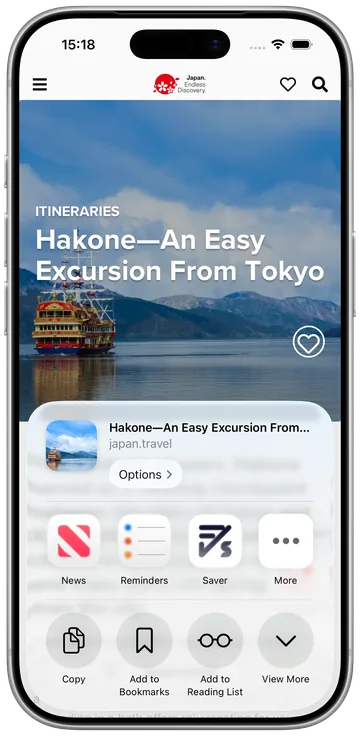 15:18
Japan.
Endless
Discovery.
ITINERARIES
Hakone—An Easy
Excursion From Tokyo
Hakone—An Easy Excursion From...
japan.travel
Options
News
Reminders
Saver
More
Copy
Add to
Bookmarks
Add to
Reading List
View More